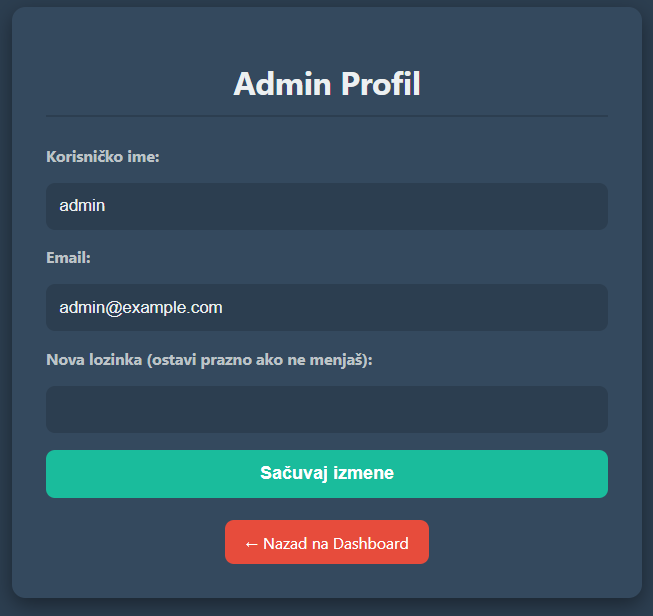 Admin Profil
Korisničko ime:
admin
Email:
admin@example.com
Nova lozinka (ostavi prazno ako ne menjaš):
Sačuvaj izmene
← Nazad na Dashboard